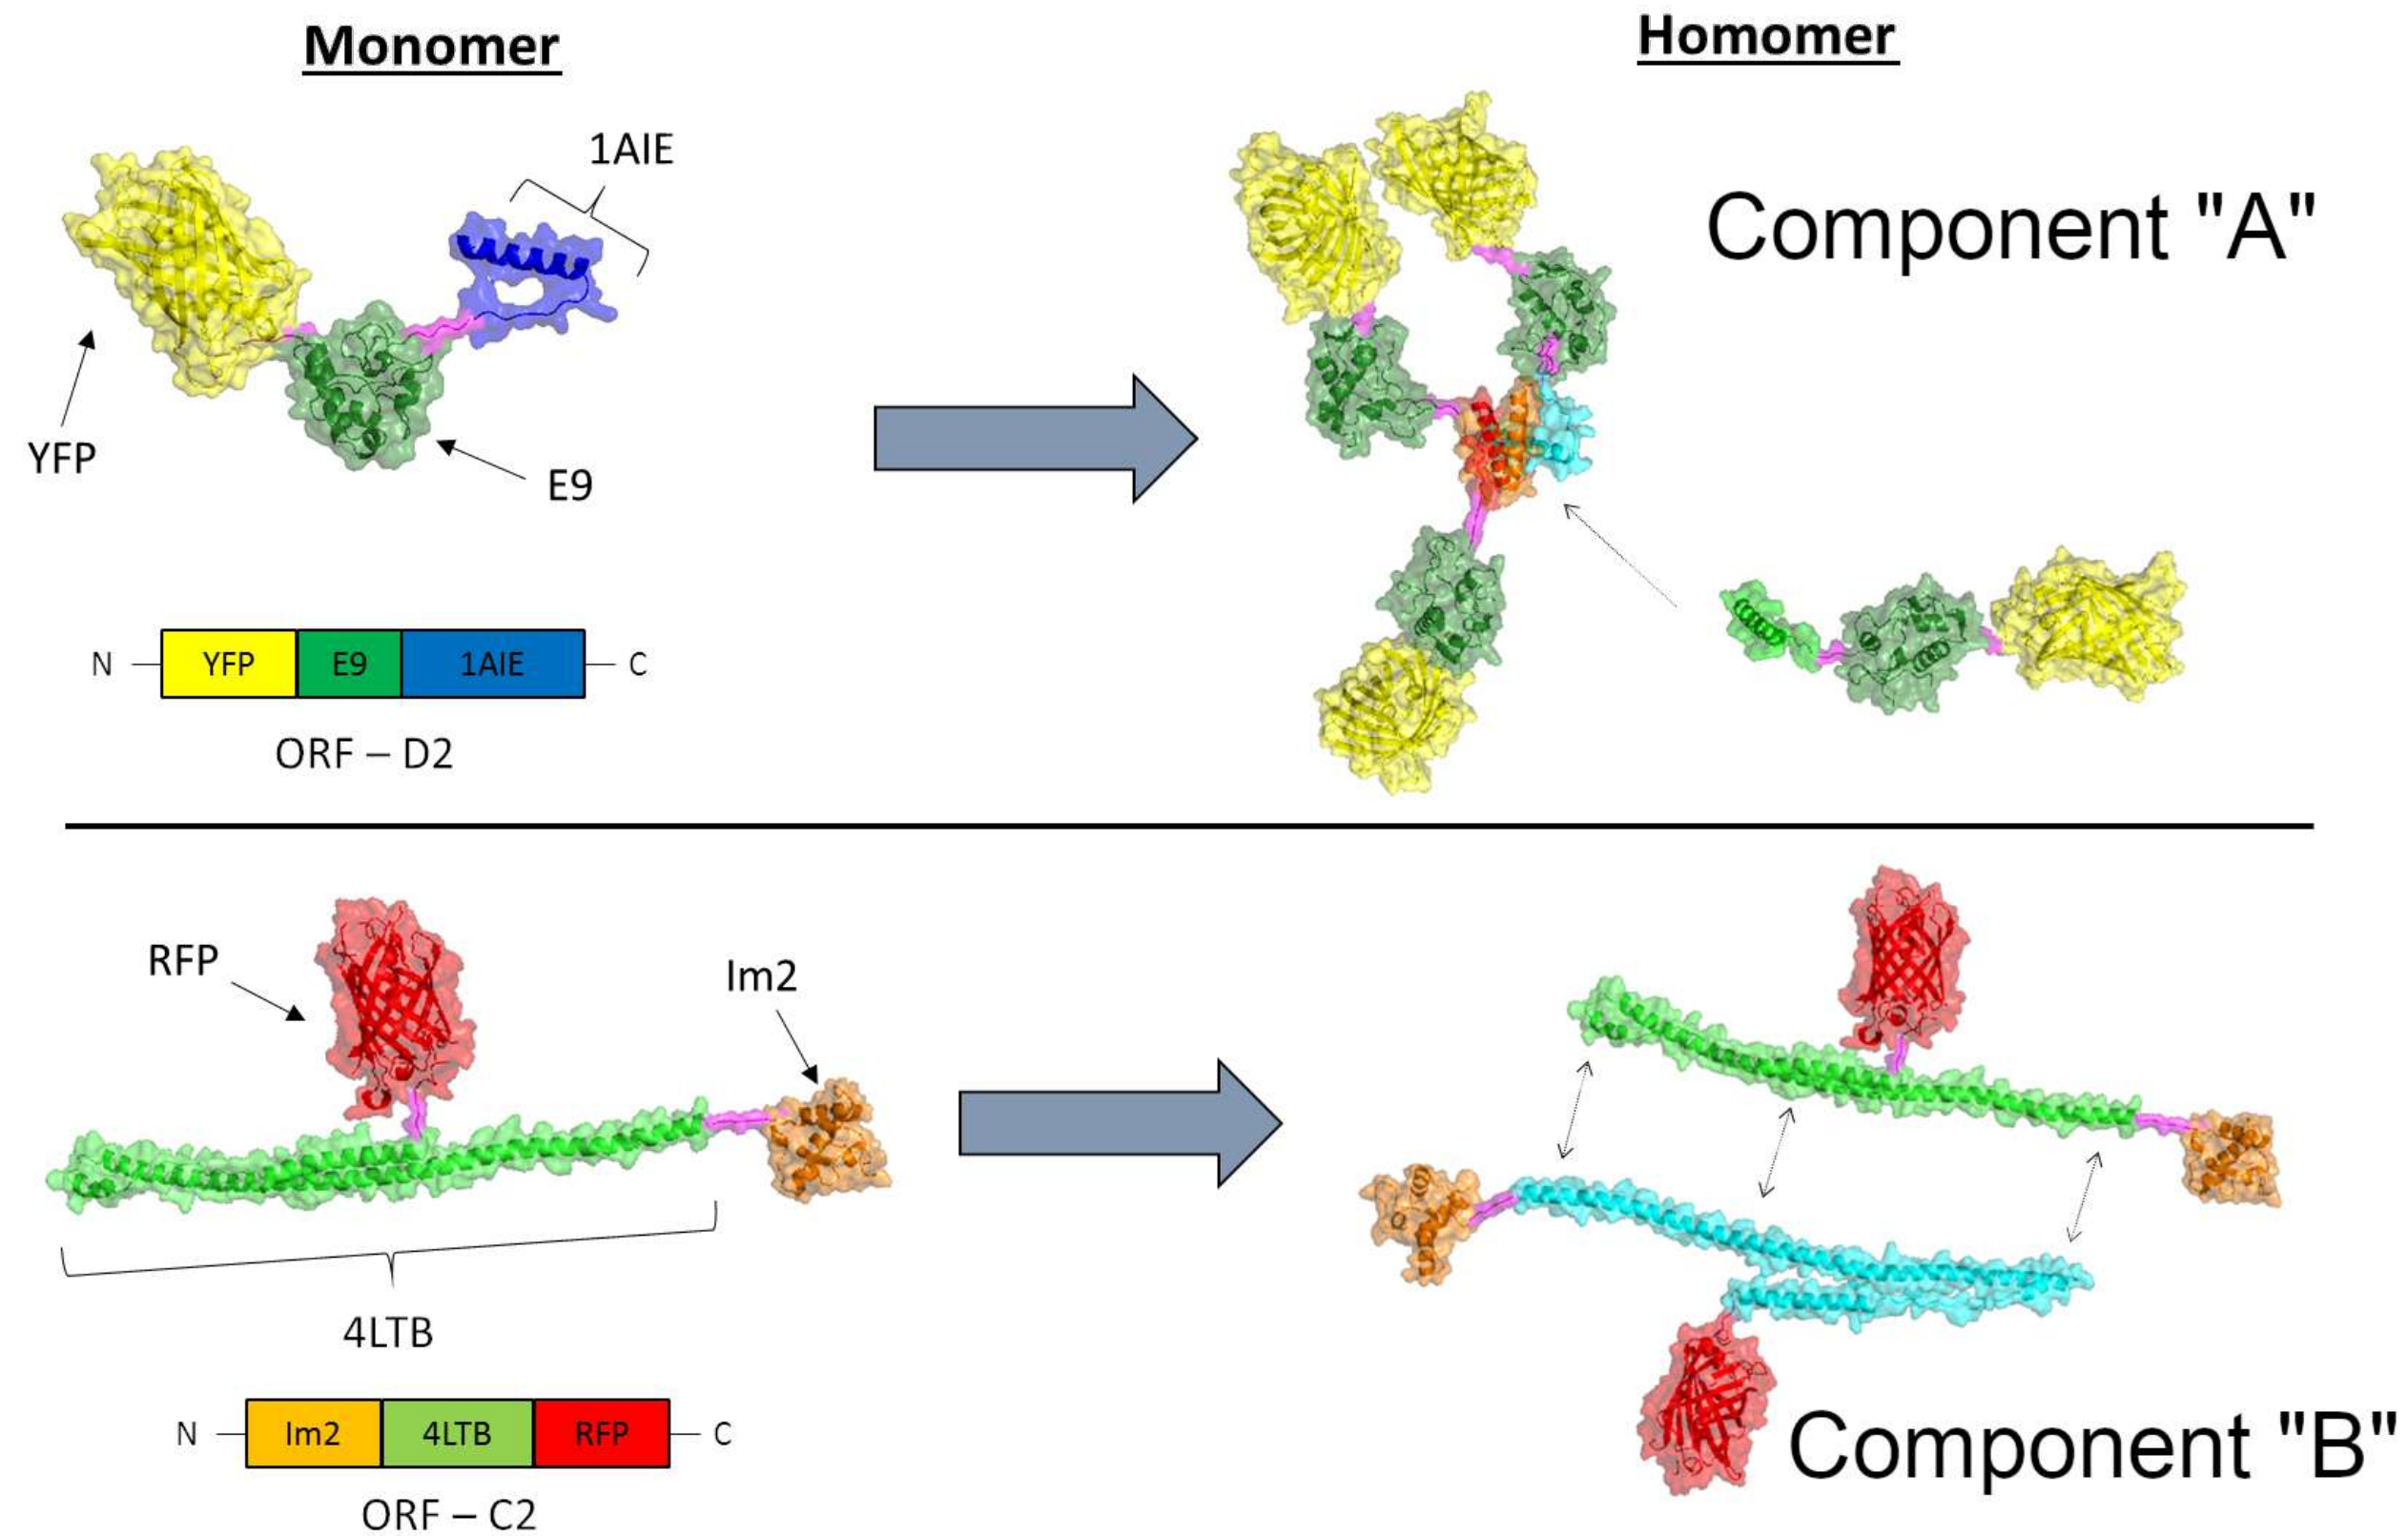 Monomer
Homomer
1AIE
Component "A"
YFP
E9
N YFP E9 1AIE C
ORF – D2
RFP
Im2
4LTB
N Im2 4LTB RFP C
Component "B"
ORF – C2